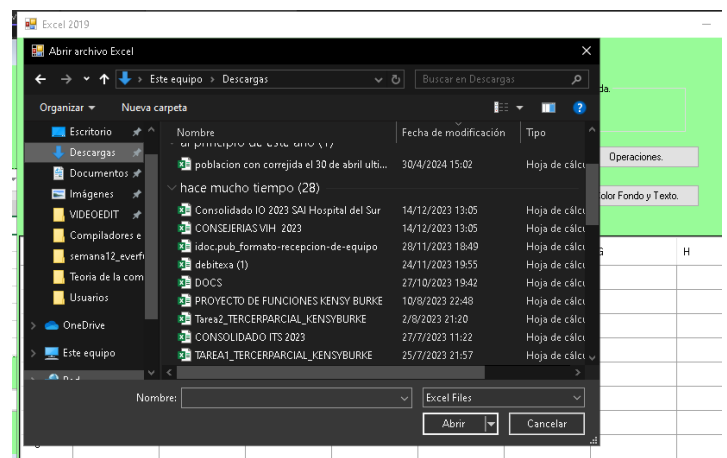 Excel 2019
Abrir archivo Excel
Este equipo > Descargas
Buscar en Descargas
Organizar
Nueva carpeta
Escritorio
Descargas
Documentos
Imágenes
VIDEOEDIT
Compiladores e
semana12_everf
Teoria de la com
Usuarios
OneDrive
Este equipo
Nombre Fecha de modificación Tipo
al principio de este año (1)
poblacion con correjida el 30 de abril ulti... 30/4/2024 15:02 Hoja de cálcu
hace mucho tiempo (28)
Consolidado IO 2023 SAI Hospital del Sur 14/12/2023 13:05 Hoja de cálcu
CONSEJERIAS VIH 2023 14/12/2023 13:05 Hoja de cálcu
idoc.pub_formato-recepcion-de-equipo 28/11/2023 18:49 Hoja de cálcu
debitexa (1) 24/11/2023 19:55 Hoja de cálcu
DOCS 27/10/2023 19:42 Hoja de cálcu
PROYECTO DE FUNCIONES KENSY BURKE 10/8/2023 22:48 Hoja de cálcu
Tarea2_TERCERPARCIAL_KENSYBURKE 2/8/2023 21:20 Hoja de cálcu
CONSOLIDADO ITS 2023 27/7/2023 11:22 Hoja de cálcu
TAREA1_TERCERPARCIAL_KENSYBURKE 25/7/2023 21:57 Hoja de cálcu
Nombre:
Excel Files
Abrir
Cancelar
da.
Operaciones.
olor Fondo y Texto.
H